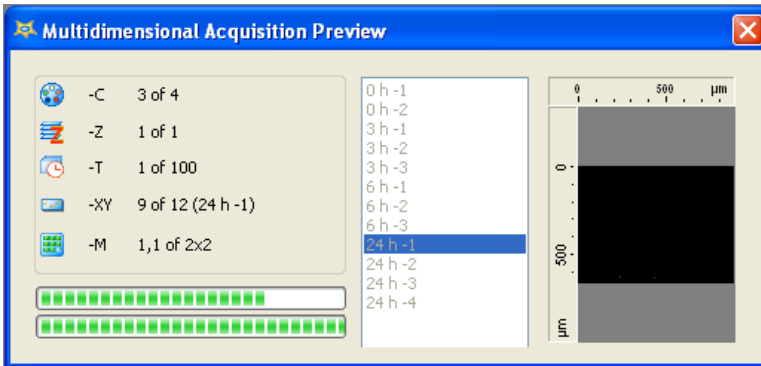 Multidimensional Acquisition Preview
-C 3 of 4
-Z 1 of 1
-T 1 of 100
-XY 9 of 12 (24 h -1)
-M 1,1 of 2x2
0 h -1
0 h -2
3 h -1
3 h -2
3 h -3
6 h -1
6 h -2
6 h -3
24 h -1
24 h -2
24 h -3
24 h -4
0 500 µm
0
500
µm